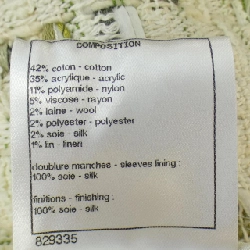 COMPOSITION
42% coton - cotton
35% acrylique - acrylic
11% polyamide - nylon
5% viscose - rayon
2% laine - wool
2% polyester - polyester
2% soie - silk
1% lin - linen
doublure manches - sleeves lining :
100% soie - silk
finitions - finishing :
100% soie - silk
829335